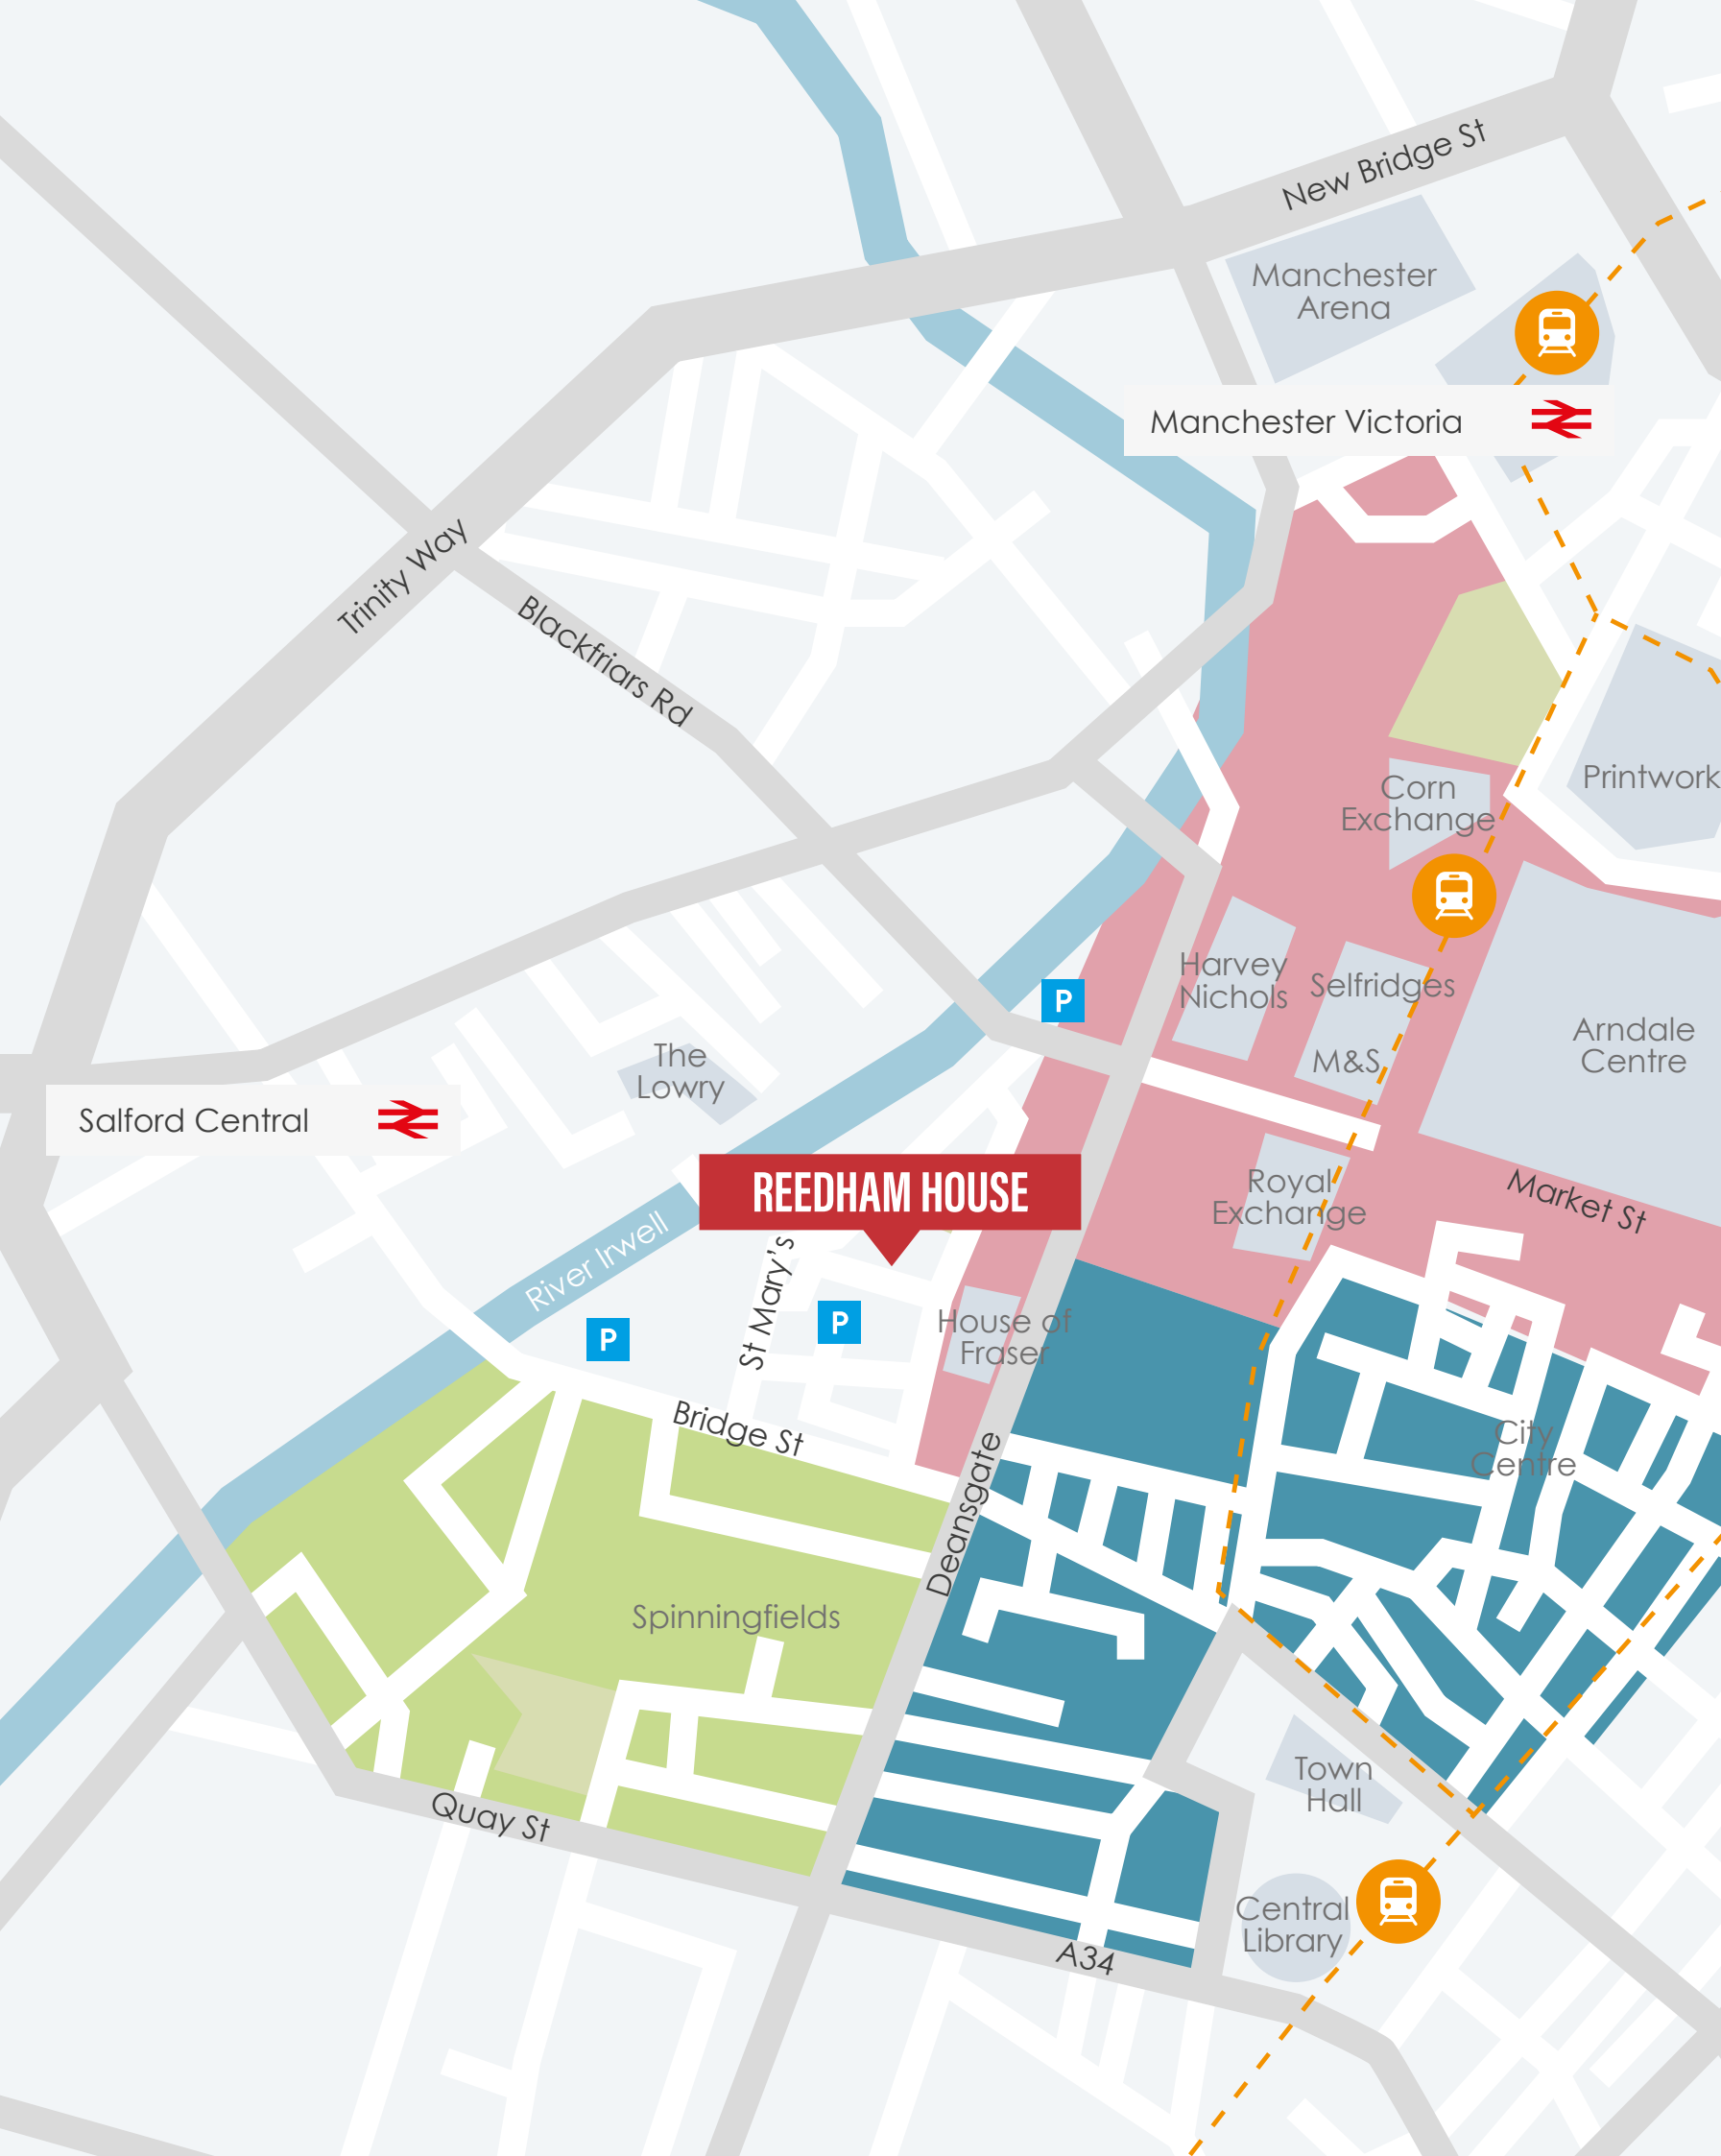 New Bridge St
Manchester
Arena
Manchester Victoria
Trinity Way
Blackfriars Rd
Corn
Exchange
Printwork
Harvey
Nichols
Selfridges
P
M&S
Arndale
Centre
The
Lowry
Salford Central
REEDHAM HOUSE
Royal
Exchange
Market St
River Irwell
St Mary's
P
P
House of
Fraser
Bridge St
City
Centre
Deansgate
Spinningfields
Town
Hall
Quay St
Central
Library
A34